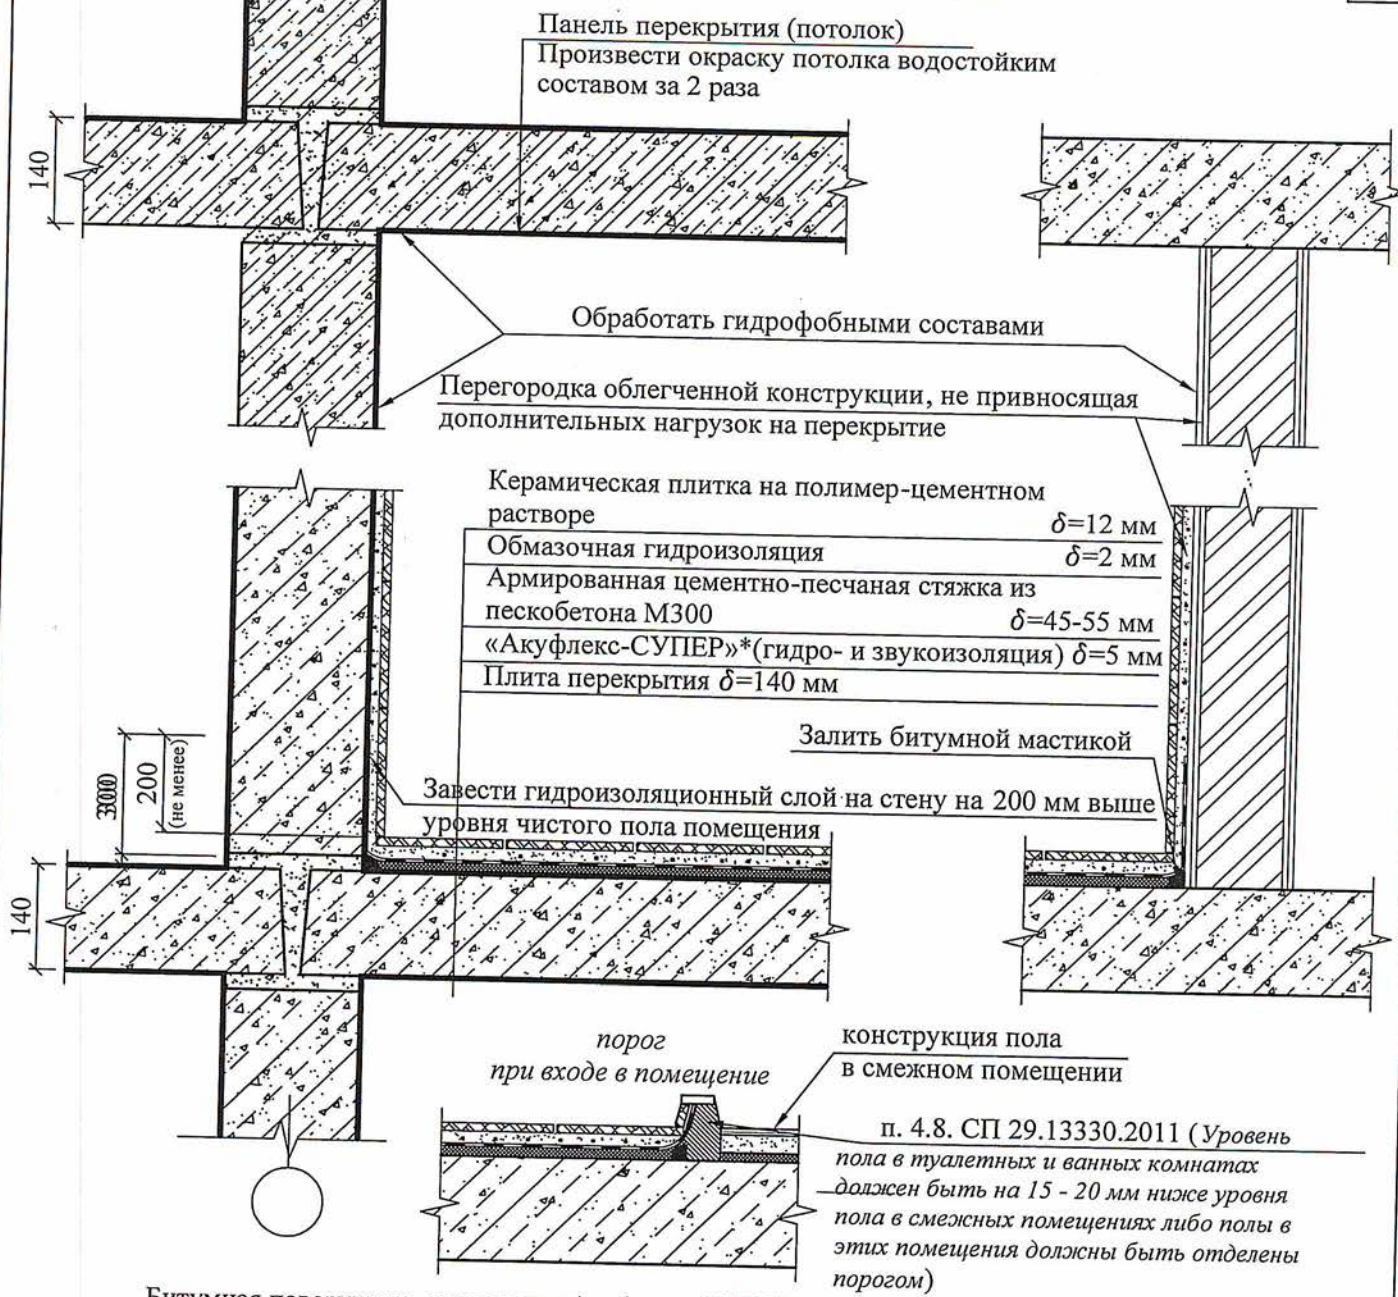 Панель перекрытия (потолок)
Произвести окраску потолка водостойким
составом за 2 раза
140
Обработать гидрофобными составами
Перегородка облегченной конструкции, не привносящая
дополнительных нагрузок на перекрытие
Керамическая плитка на полимер-цементном
растворе δ=12 мм
Обмазочная гидроизоляция δ=2 мм
Армированная цементно-песчаная стяжка из
пескобетона М300 δ=45-55 мм
«Акуфлекс-СУПЕР»*(гидро- и звукоизоляция) δ=5 мм
Плита перекрытия δ=140 мм
Залить битумной мастикой
200
(не менее)
Завести гидроизоляционный слой на стену на 200 мм выше
уровня чистого пола помещения
140
порог
при входе в помещение
конструкция пола
в смежном помещении
п. 4.8. СП 29.13330.2011 (Уровень
пола в туалетных и ванных комнатах
должен быть на 15 - 20 мм ниже уровня
пола в смежных помещениях либо полы в
этих помещения должны быть отделены
порогом)